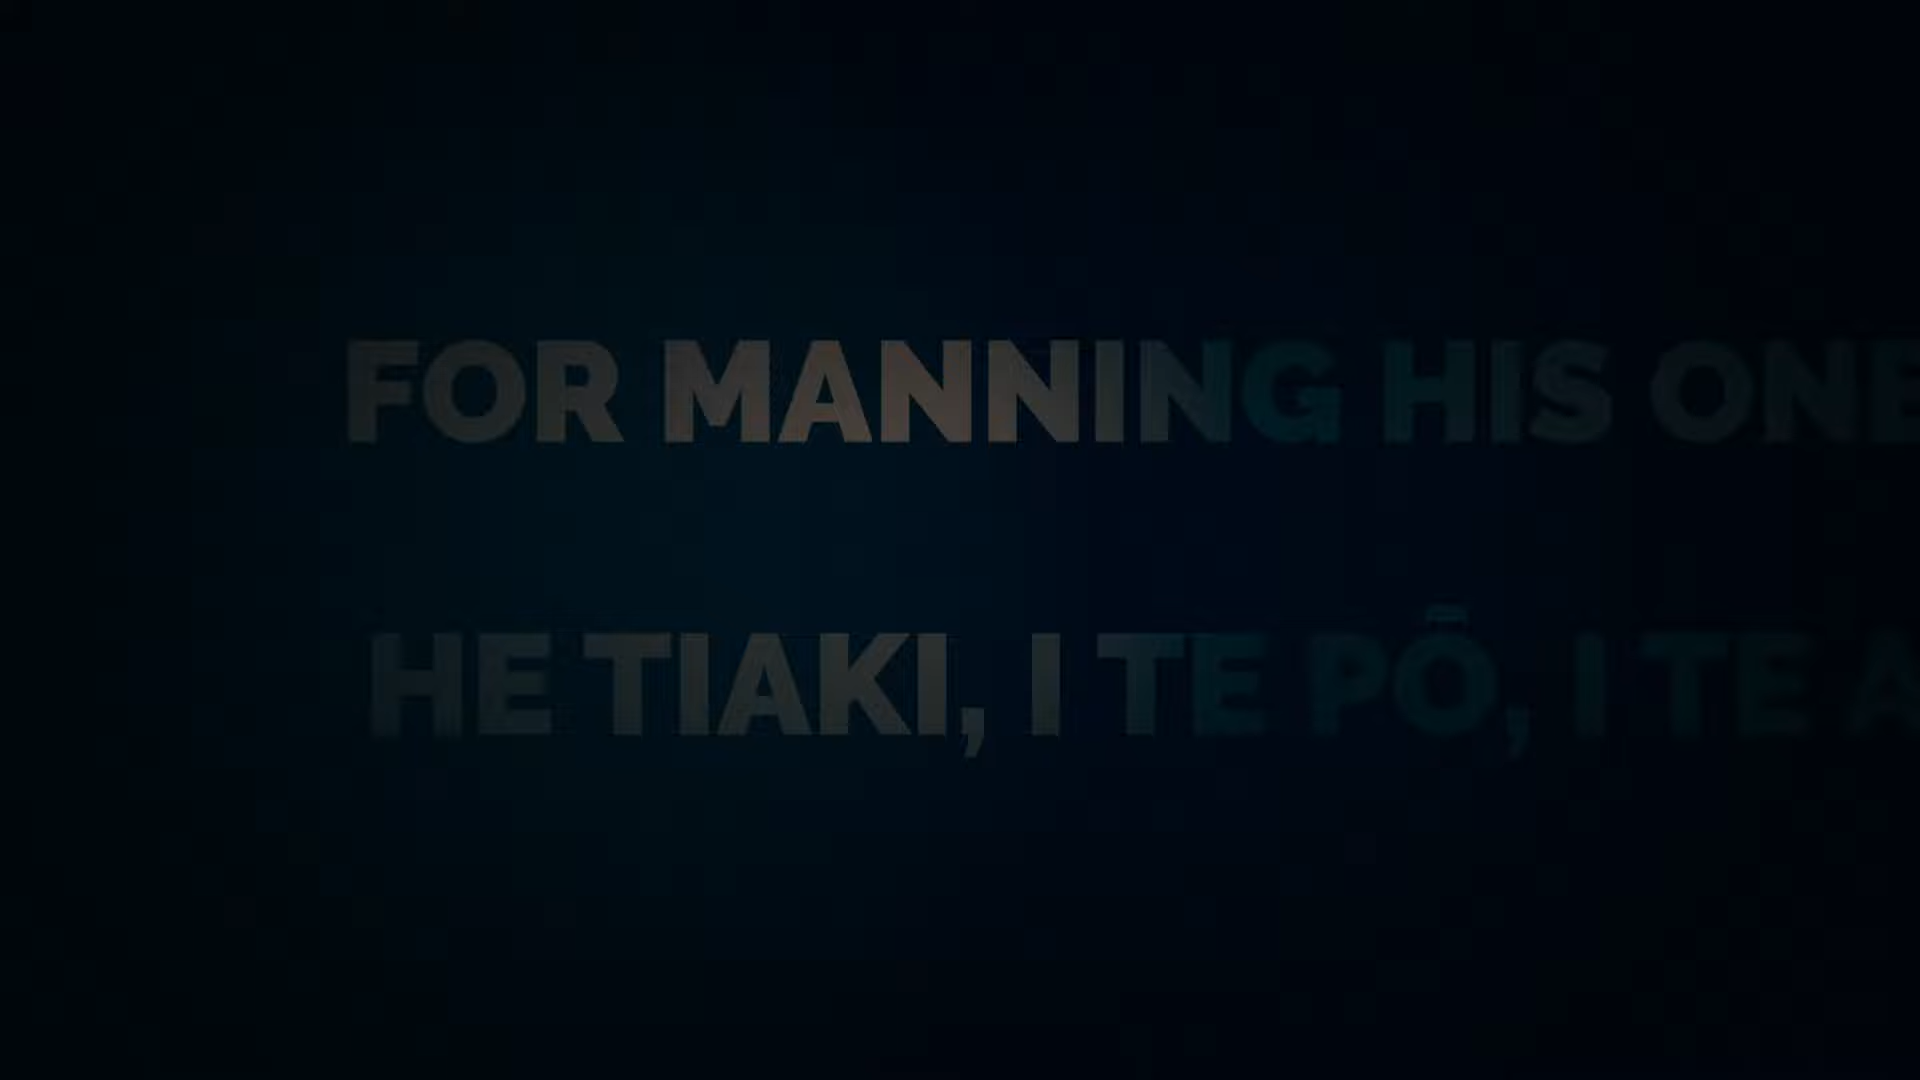 FOR MANNING HIS ONE
HE TIAKI, I TE PŌ, I TE A